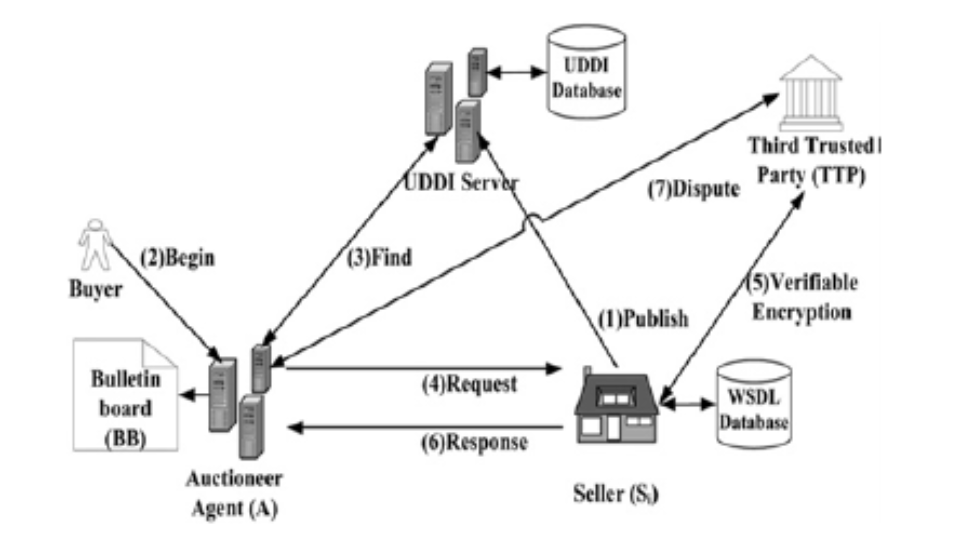 UDDI
Database
UDDI Server
Third Trusted
Party (TTP)
(7)Dispute
(2)Begin
(3)Find
Buyer
(5)Verifiable
Encryption
(1)Publish
Bulletin
board
(BB)
(4)Request
WSDL
Database
(6)Response
Auctioneer
Agent (A)
Seller (Sᵢ)